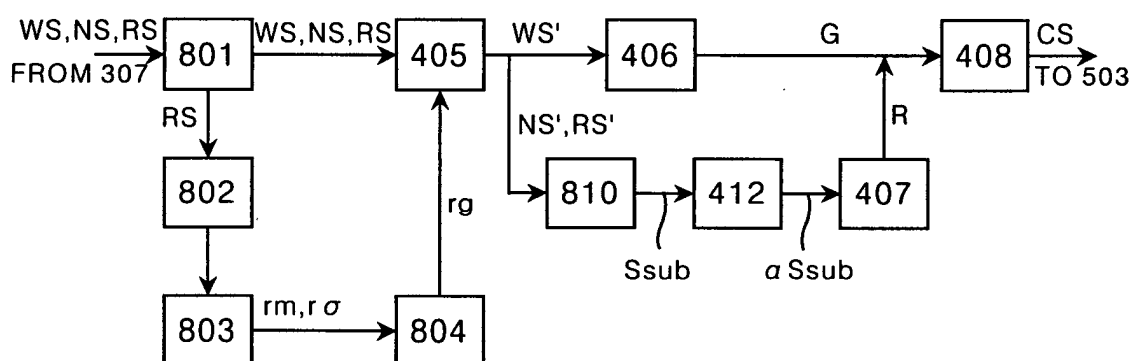 WS,NS,RS
FROM 307
801
WS,NS,RS
405
WS'
406
G
408
CS
TO 503
RS
NS',RS'
R
802
rg
810
412
407
Ssub
α Ssub
803
rm,r σ
804